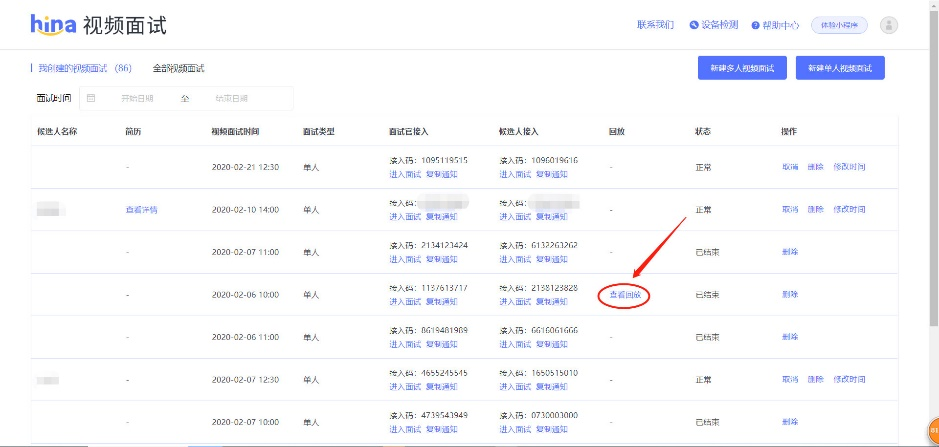 hina 视频面试
联系我们 设备检测 帮助中心 体验小程序
我创建的视频面试 (86) 全部视频面试 新建多人视频面试 新建单人视频面试
面试时间 开始日期 至 结束日期
候选人名称 简历 视频面试时间 面试类型 面试官接入 候选人接入 回放 状态 操作
- 2020-02-21 12:30 单人 接入码：1095119515 接入码：1096019616 - 正常 取消 删除 修改时间
进入面试 复制通知 进入面试 复制通知
查看详情 2020-02-10 14:00 单人 接入码： 接入码： - 正常 取消 删除 修改时间
进入面试 复制通知 进入面试 复制通知
- 2020-02-07 11:00 单人 接入码：2134123424 接入码：6132263262 - 已结束 删除
进入面试 复制通知 进入面试 复制通知
- 2020-02-06 10:00 单人 接入码：1137613717 接入码：2138123828 查看回放 已结束 删除
进入面试 复制通知 进入面试 复制通知
- 2020-02-06 11:00 单人 接入码：8619481989 接入码：6616061666 - 已结束 删除
进入面试 复制通知 进入面试 复制通知
- 2020-02-07 12:30 单人 接入码：4655245545 接入码：1650515010 - 正常 取消 删除 修改时间
进入面试 复制通知 进入面试 复制通知
- 2020-02-07 10:00 单人 接入码：4739543949 接入码：0730003000 - 已结束 删除
进入面试 复制通知 进入面试 复制通知